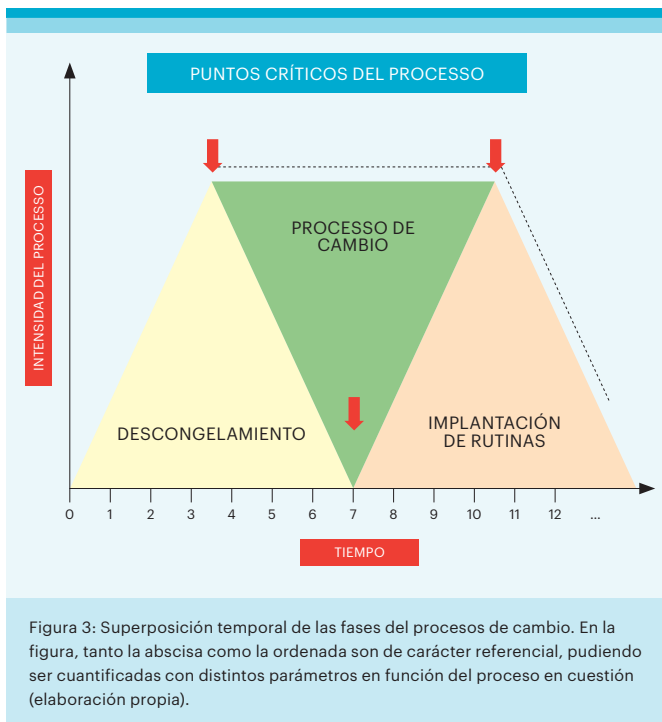 PUNTOS CRÍTICOS DEL PROCESO
INTENSIDAD DEL PROCESO
PROCESSO DE
CAMBIO
DESCONGELAMIENTO
IMPLANTACIÓN
DE RUTINAS
0 1 2 3 4 5 6 7 8 9 10 11 12 ...
TIEMPO
Figura 3: Superposición temporal de las fases del procesos de cambio. En la
figura, tanto la abscisa como la ordenada son de carácter referencial, pudiendo
ser cuantificadas con distintos parámetros en función del proceso en cuestión
(elaboración propia).